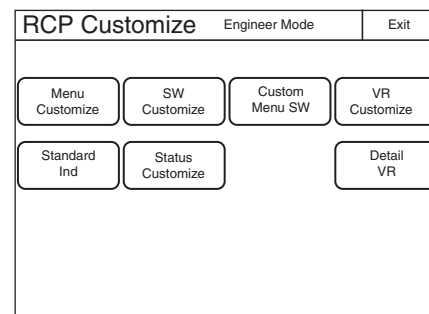 RCP Customize Engineer Mode Exit
Menu Customize
SW Customize
Custom Menu SW
VR Customize
Standard Ind
Status Customize
Detail VR